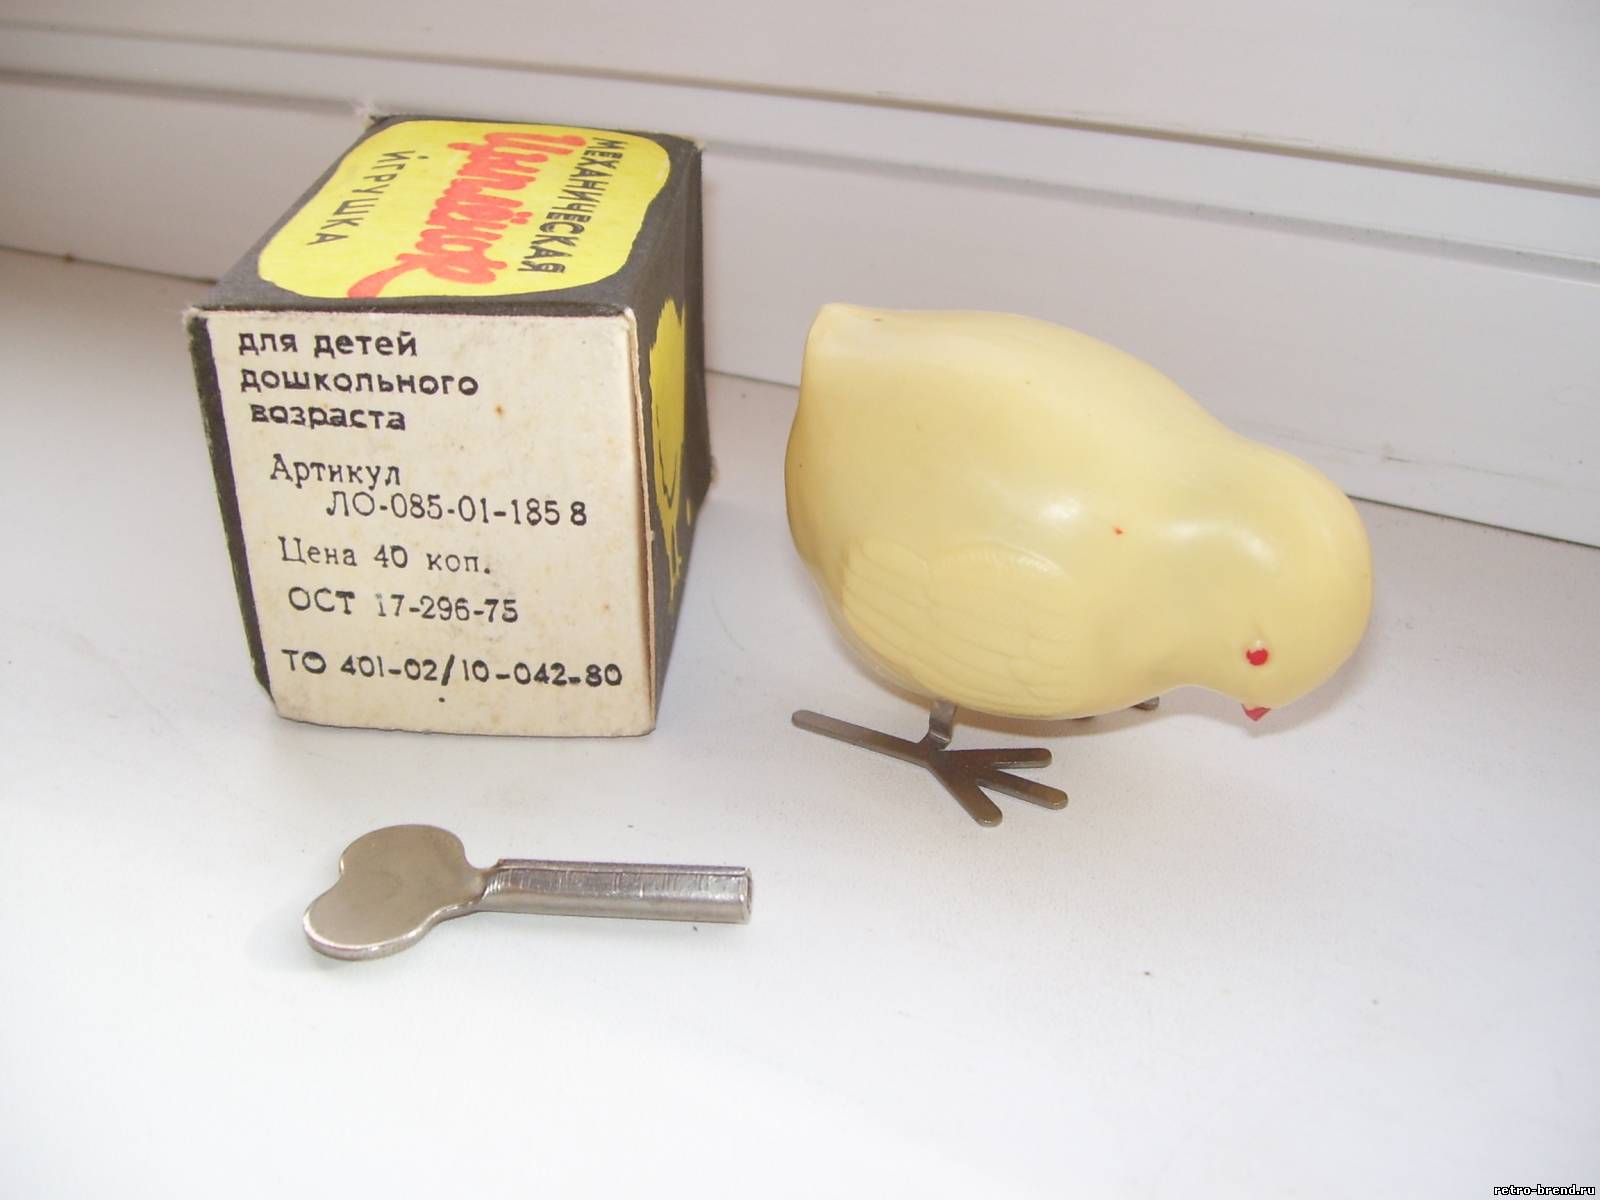 МЕХАНИЧЕСКАЯ
Цыплёнок
ИГРУШКА
для детей
дошкольного
возраста
Артикул
ЛО-085-01-185 8
Цена 40 коп.
ОСТ 17-296-75
ТО 401-02/10-042-80
retro-brend.ru